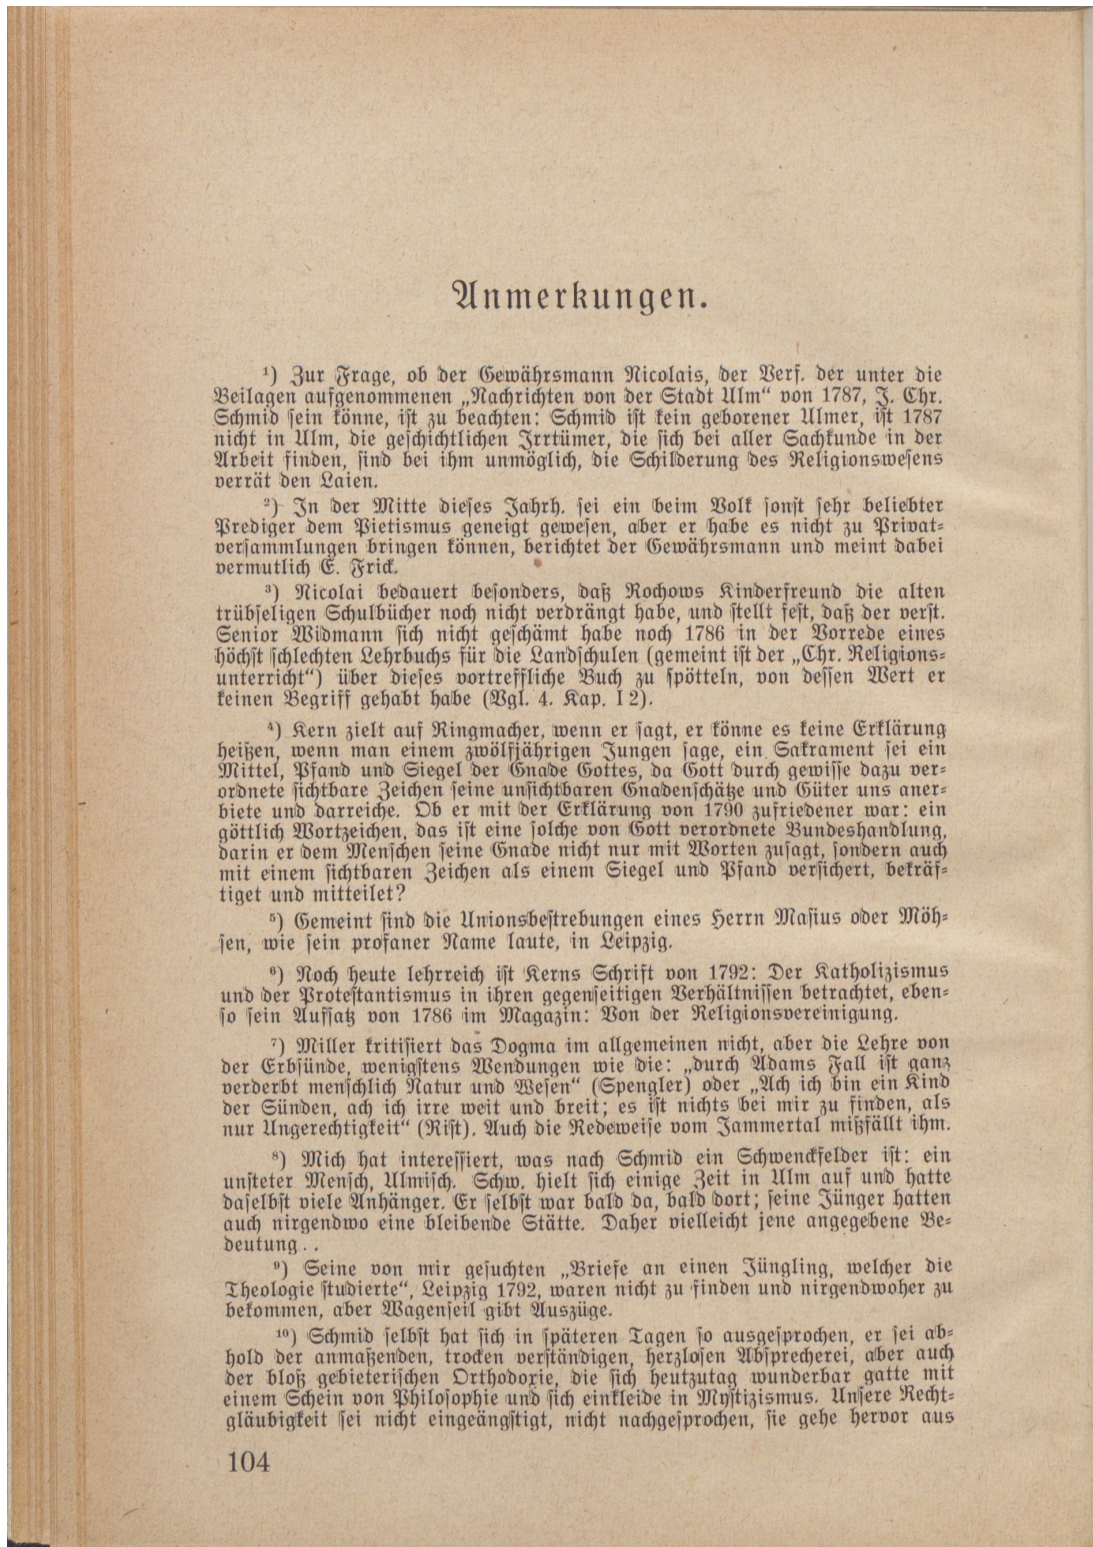 Anmerkungen.
¹) Zur Frage, ob der Gewährsmann Nicolais, der Verf. der unter die
Beilagen aufgenommenen „Nachrichten von der Stadt Ulm“ von 1787, J. Chr.
Schmid sein könne, ist zu beachten: Schmid ist kein geborener Ulmer, ist 1787
nicht in Ulm, die geschichtlichen Irrtümer, die sich bei aller Sachkunde in der
Arbeit finden, sind bei ihm unmöglich, die Schilderung des Religionswesens
verrät den Laien.
²) In der Mitte dieses Jahrh. sei ein beim Volk sonst sehr beliebter
Prediger dem Pietismus geneigt gewesen, aber er habe es nicht zu Privat-
versammlungen bringen können, berichtet der Gewährsmann und meint dabei
vermutlich E. Frick.
³) Nicolai bedauert besonders, daß Rochows Kinderfreund die alten
trübseligen Schulbücher noch nicht verdrängt habe, und stellt fest, daß der verst.
Senior Widmann sich nicht geschämt habe noch 1786 in der Vorrede eines
höchst schlechten Lehrbuchs für die Landschulen (gemeint ist der „Chr. Religions-
unterricht“) über dieses vortreffliche Buch zu spötteln, von dessen Wert er
keinen Begriff gehabt habe (Vgl. 4. Kap. I 2).
⁴) Kern zielt auf Ringmacher, wenn er sagt, er könne es keine Erklärung
heißen, wenn man einem zwölfjährigen Jungen sage, ein Sakrament sei ein
Mittel, Pfand und Siegel der Gnade Gottes, da Gott durch gewisse dazu ver-
ordnete sichtbare Zeichen seine unsichtbaren Gnadenschätze und Güter uns aner-
biete und darreiche. Ob er mit der Erklärung von 1790 zufriedener war: ein
göttlich Wortzeichen, das ist eine solche von Gott verordnete Bundeshandlung,
darin er dem Menschen seine Gnade nicht nur mit Worten zusagt, sondern auch
mit einem sichtbaren Zeichen als einem Siegel und Pfand versichert, bekräf-
tiget und mitteilet?
⁵) Gemeint sind die Unionsbestrebungen eines Herrn Masius oder Möh-
sen, wie sein profaner Name laute, in Leipzig.
⁶) Noch heute lehrreich ist Kerns Schrift von 1792: Der Katholizismus
und der Protestantismus in ihren gegenseitigen Verhältnissen betrachtet, eben-
so sein Aufsatz von 1786 im Magazin: Von der Religionsvereinigung.
⁷) Miller kritisiert das Dogma im allgemeinen nicht, aber die Lehre von
der Erbsünde, wenigstens Wendungen wie die: „durch Adams Fall ist ganz
verderbt menschlich Natur und Wesen“ (Spengler) oder „Ach ich bin ein Kind
der Sünden, ach ich irre weit und breit; es ist nichts bei mir zu finden, als
nur Ungerechtigkeit“ (Rist). Auch die Redeweise vom Jammertal mißfällt ihm.
⁸) Mich hat interessiert, was nach Schmid ein Schwenckfelder ist: ein
unsteter Mensch, Ulmisch. Schw. hielt sich einige Zeit in Ulm auf und hatte
daselbst viele Anhänger. Er selbst war bald da, bald dort; seine Jünger hatten
auch nirgendwo eine bleibende Stätte. Daher vielleicht jene angegebene Be-
deutung..
⁹) Seine von mir gesuchten „Briefe an einen Jüngling, welcher die
Theologie studierte“, Leipzig 1792, waren nicht zu finden und nirgendwoher zu
bekommen, aber Wagenseil gibt Auszüge.
¹⁰) Schmid selbst hat sich in späteren Tagen so ausgesprochen, er sei ab-
hold der anmaßenden, trocken verständigen, herzlosen Absprecherei, aber auch
der bloß gebieterischen Orthodoxie, die sich heutzutag wunderbar gatte mit
einem Schein von Philosophie und sich einkleide in Mystizismus. Unsere Recht-
gläubigkeit sei nicht eingeängstigt, nicht nachgesprochen, sie gehe hervor aus
104